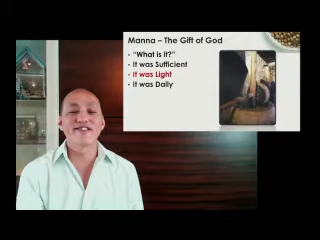 Manna – The Gift of God
- “What is it?”
- It was Sufficient
- It was Light
- It was Daily